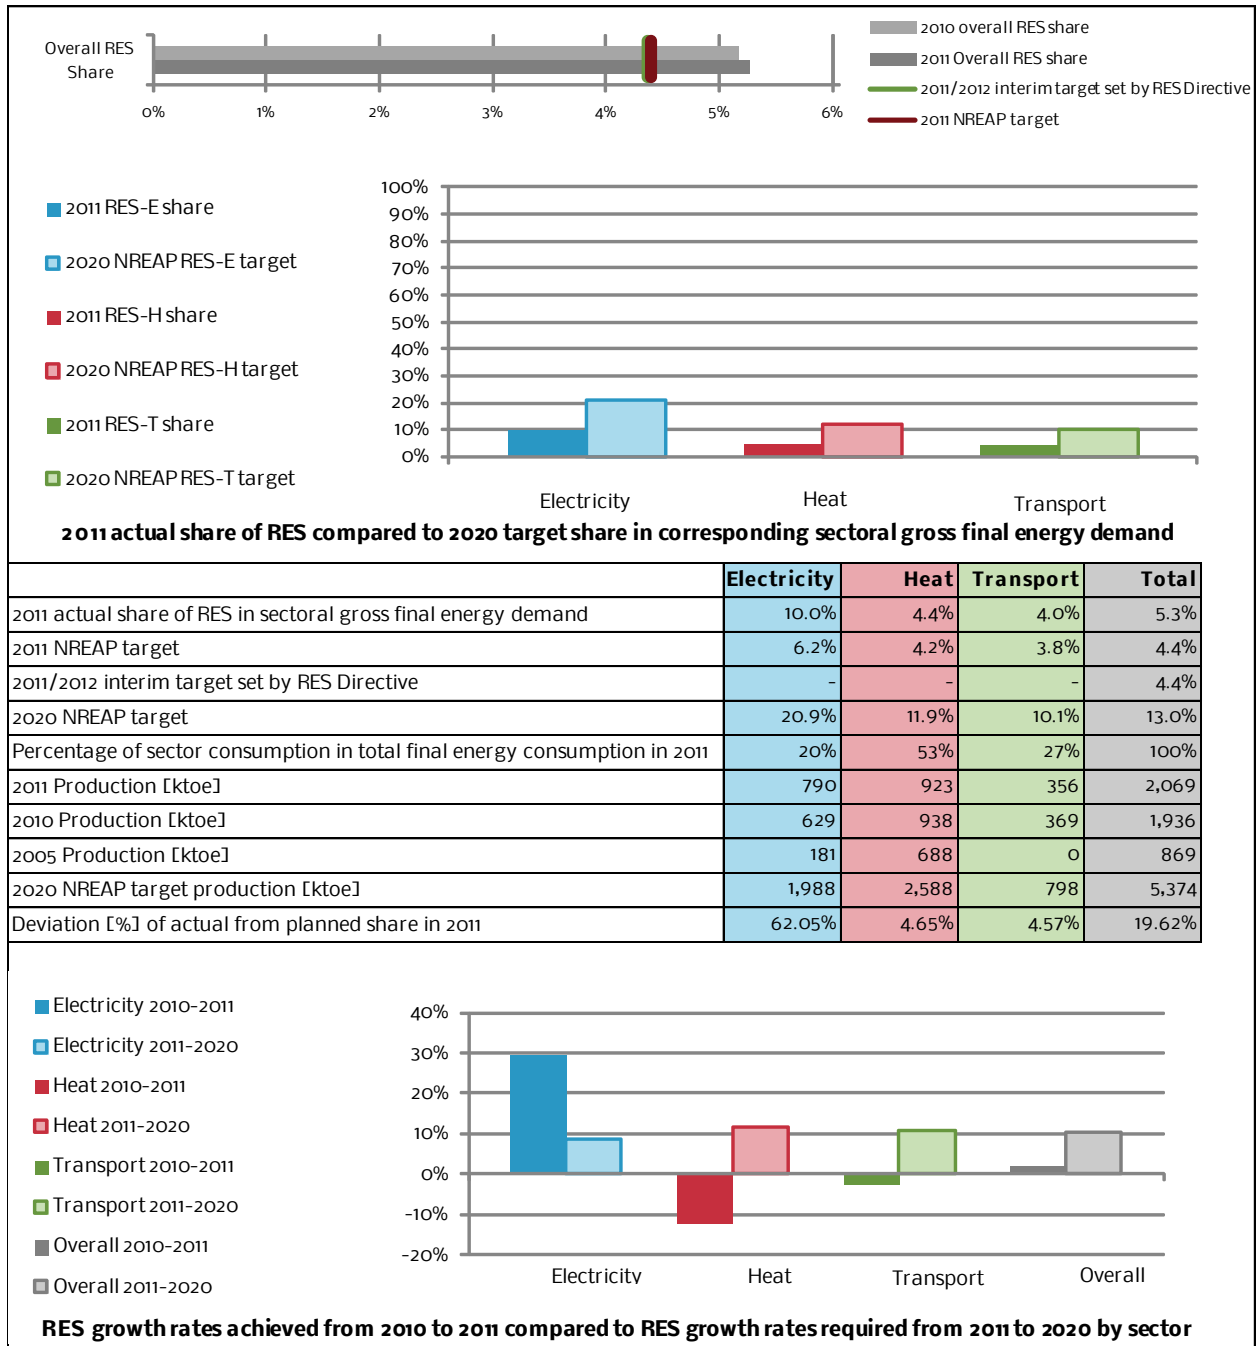 Overall RES
Share
0%
1%
2%
3%
4%
5%
6%
2010 overall RES share
2011 Overall RES share
2011/2012 interim target set by RES Directive
2011 NREAP target
2011 RES-E share
2020 NREAP RES-E target
2011 RES-H share
2020 NREAP RES-H target
2011 RES-T share
2020 NREAP RES-T target
100%
90%
80%
70%
60%
50%
40%
30%
20%
10%
0%
Electricity
Heat
Transport
2011 actual share of RES compared to 2020 target share in corresponding sectoral gross final energy demand
Electricity Heat Transport Total
2011 actual share of RES in sectoral gross final energy demand 10.0% 4.4% 4.0% 5.3%
2011 NREAP target 6.2% 4.2% 3.8% 4.4%
2011/2012 interim target set by RES Directive - - - 4.4%
2020 NREAP target 20.9% 11.9% 10.1% 13.0%
Percentage of sector consumption in total final energy consumption in 2011 20% 53% 27% 100%
2011 Production [ktoe] 790 923 356 2,069
2010 Production [ktoe] 629 938 369 1,936
2005 Production [ktoe] 181 688 0 869
2020 NREAP target production [ktoe] 1,988 2,588 798 5,374
Deviation [%] of actual from planned share in 2011 62.05% 4.65% 4.57% 19.62%
Electricity 2010-2011
Electricity 2011-2020
Heat 2010-2011
Heat 2011-2020
Transport 2010-2011
Transport 2011-2020
Overall 2010-2011
Overall 2011-2020
40%
30%
20%
10%
0%
-10%
-20%
Electricity
Heat
Transport
Overall
RES growth rates achieved from 2010 to 2011 compared to RES growth rates required from 2011 to 2020 by sector